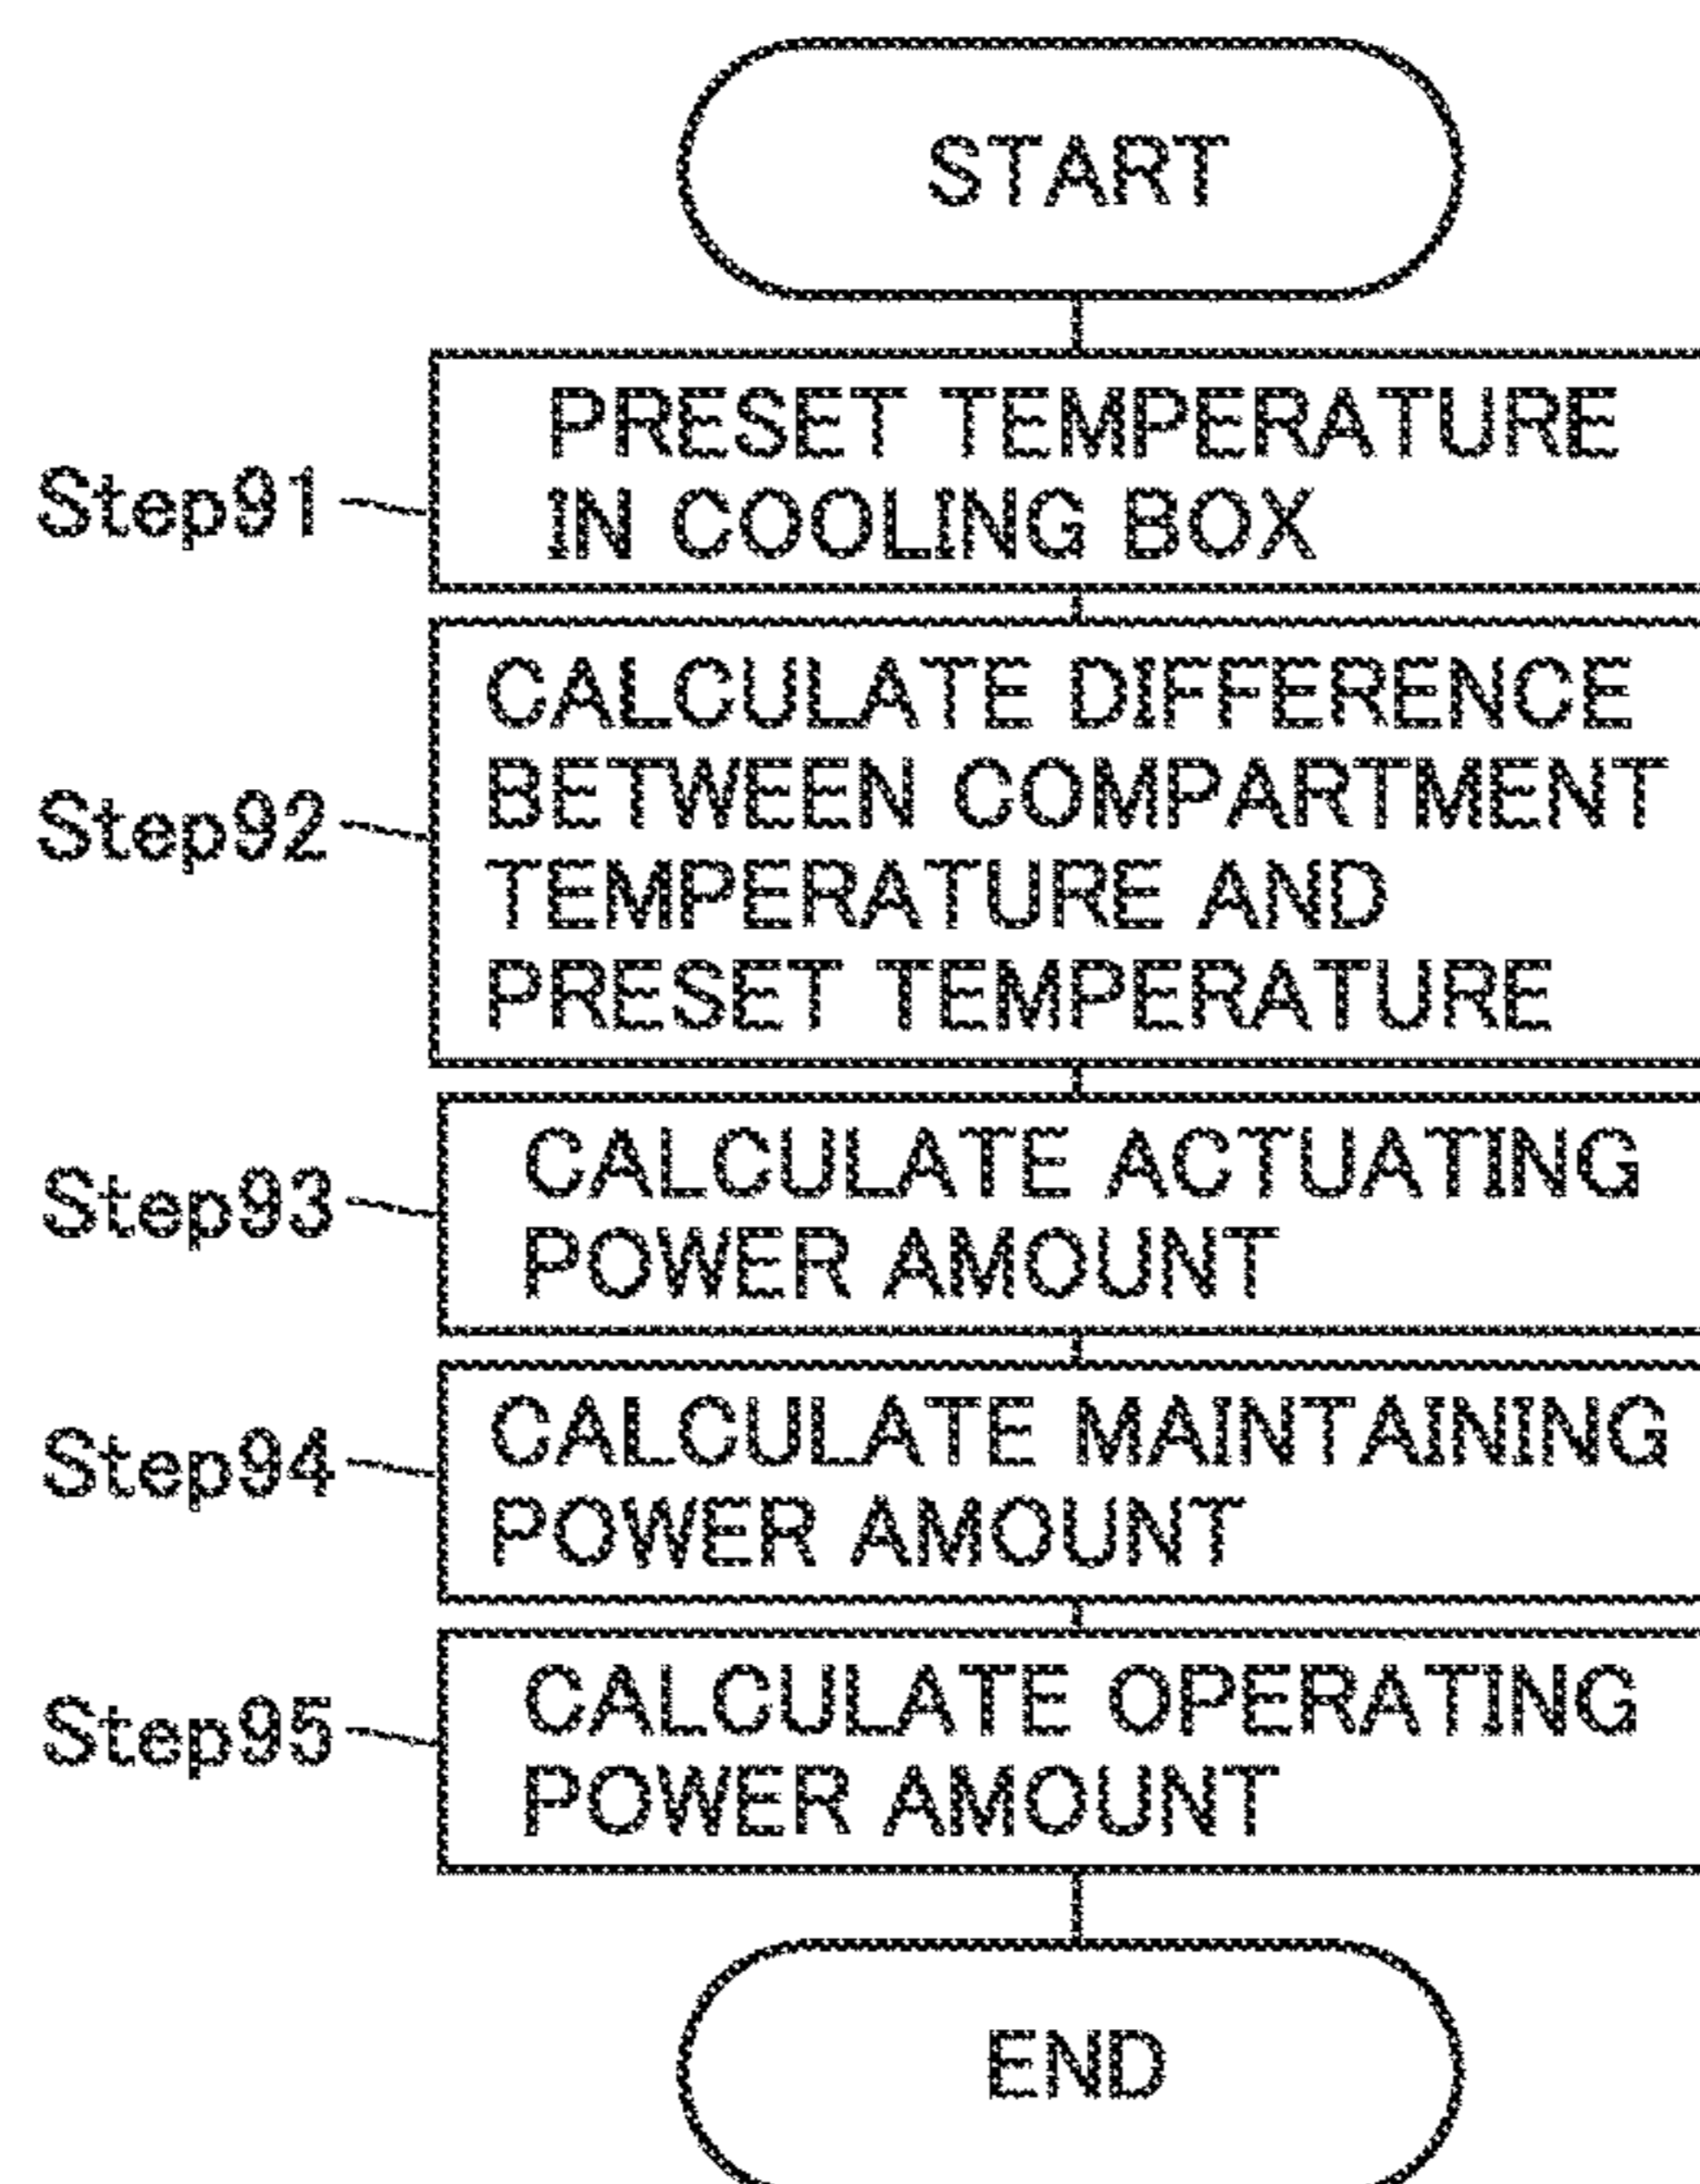 START
Step91
PRESET TEMPERATURE
IN COOLING BOX
Step92
CALCULATE DIFFERENCE
BETWEEN COMPARTMENT
TEMPERATURE AND
PRESET TEMPERATURE
Step93
CALCULATE ACTUATING
POWER AMOUNT
Step94
CALCULATE MAINTAINING
POWER AMOUNT
Step95
CALCULATE OPERATING
POWER AMOUNT
END